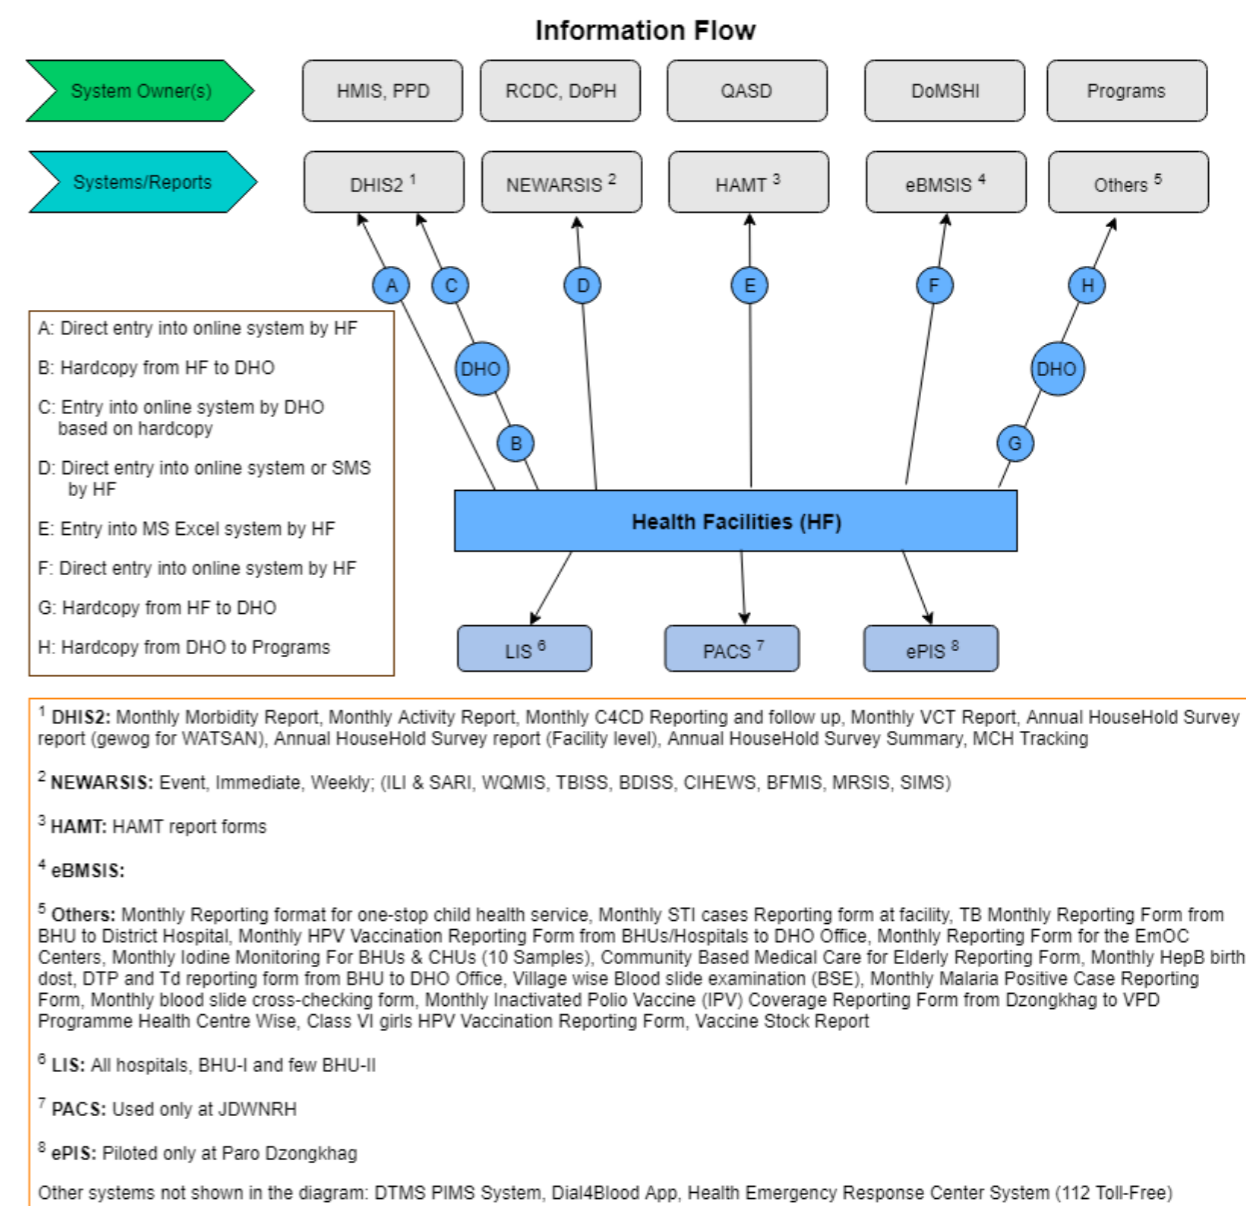 Information Flow
System Owner(s)
HMIS, PPD
RCDC, DoPH
QASD
DoMSHI
Programs
Systems/Reports
DHIS2 1
NEWARSIS 2
HAMT 3
eBMSIS 4
Others 5
A
C
D
E
F
H
DHO
DHO
B
G
A: Direct entry into online system by HF
B: Hardcopy from HF to DHO
C: Entry into online system by DHO
based on hardcopy
D: Direct entry into online system or SMS
by HF
E: Entry into MS Excel system by HF
F: Direct entry into online system by HF
G: Hardcopy from HF to DHO
H: Hardcopy from DHO to Programs
Health Facilities (HF)
LIS 6
PACS 7
ePIS 8
1 DHIS2: Monthly Morbidity Report, Monthly Activity Report, Monthly C4CD Reporting and follow up, Monthly VCT Report, Annual HouseHold Survey
report (gewog for WATSAN), Annual HouseHold Survey report (Facility level), Annual HouseHold Survey Summary, MCH Tracking
2 NEWARSIS: Event, Immediate, Weekly; (ILI & SARI, WQMIS, TBISS, BDISS, CIHEWS, BFMIS, MRSIS, SIMS)
3 HAMT: HAMT report forms
4 eBMSIS:
5 Others: Monthly Reporting format for one-stop child health service, Monthly STI cases Reporting form at facility, TB Monthly Reporting Form from
BHU to District Hospital, Monthly HPV Vaccination Reporting Form from BHUs/Hospitals to DHO Office, Monthly Reporting Form for the EmOC
Centers, Monthly Iodine Monitoring For BHUs & CHUs (10 Samples), Community Based Medical Care for Elderly Reporting Form, Monthly HepB birth
dost, DTP and Td reporting form from BHU to DHO Office, Village wise Blood slide examination (BSE), Monthly Malaria Positive Case Reporting
Form, Monthly blood slide cross-checking form, Monthly Inactivated Polio Vaccine (IPV) Coverage Reporting Form from Dzongkhag to VPD
Programme Health Centre Wise, Class VI girls HPV Vaccination Reporting Form, Vaccine Stock Report
6 LIS: All hospitals, BHU-I and few BHU-II
7 PACS: Used only at JDWNRH
8 ePIS: Piloted only at Paro Dzongkhag
Other systems not shown in the diagram: DTMS PIMS System, Dial4Blood App, Health Emergency Response Center System (112 Toll-Free)